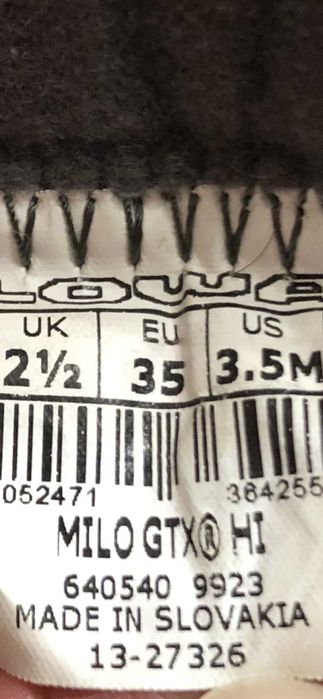 LOWA
UK EU US
2½ 35 3.5M
052471 384255
MILO GTX® HI
640540 9923
MADE IN SLOVAKIA
13-27326